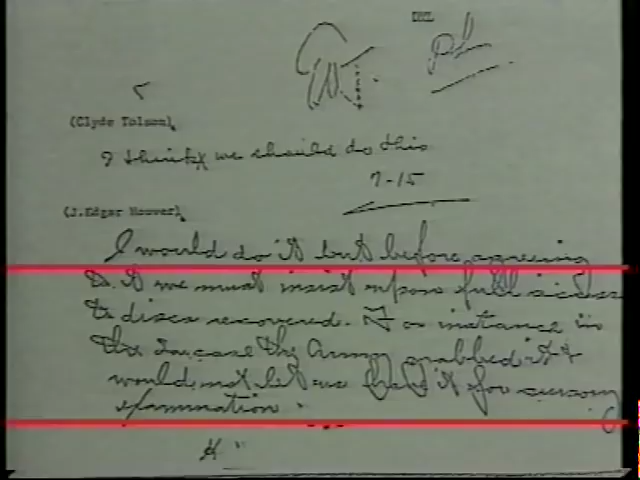 (Clyde Tolson)
I think we should do this
7-15
(J.Edgar Hoover)
I would do it but before agreeing
to it we must insist upon full access
to discs recovered. For instance in
the case the Army grabbed it &
would not let us have it for cursory
examination.
H